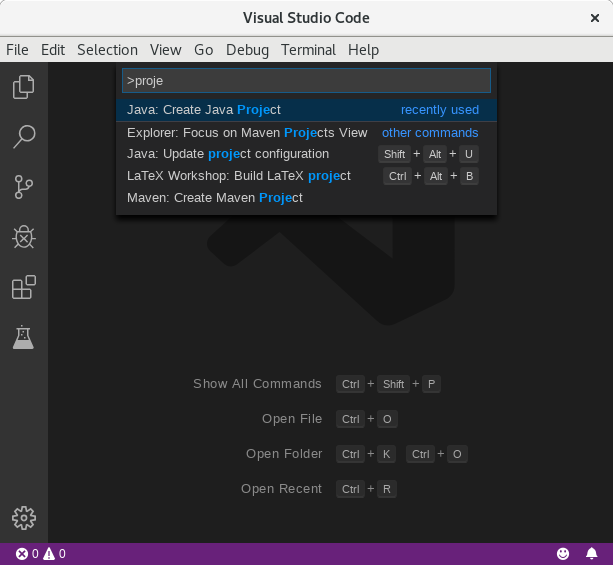 Visual Studio Code ×
File Edit Selection View Go Debug Terminal Help
>proje
Java: Create Java Project recently used
Explorer: Focus on Maven Projects View other commands
Java: Update project configuration Shift + Alt + U
LaTeX Workshop: Build LaTeX project Ctrl + Alt + B
Maven: Create Maven Project
Show All Commands Ctrl + Shift + P
Open File Ctrl + O
Open Folder Ctrl + K Ctrl + O
Open Recent Ctrl + R
0 0